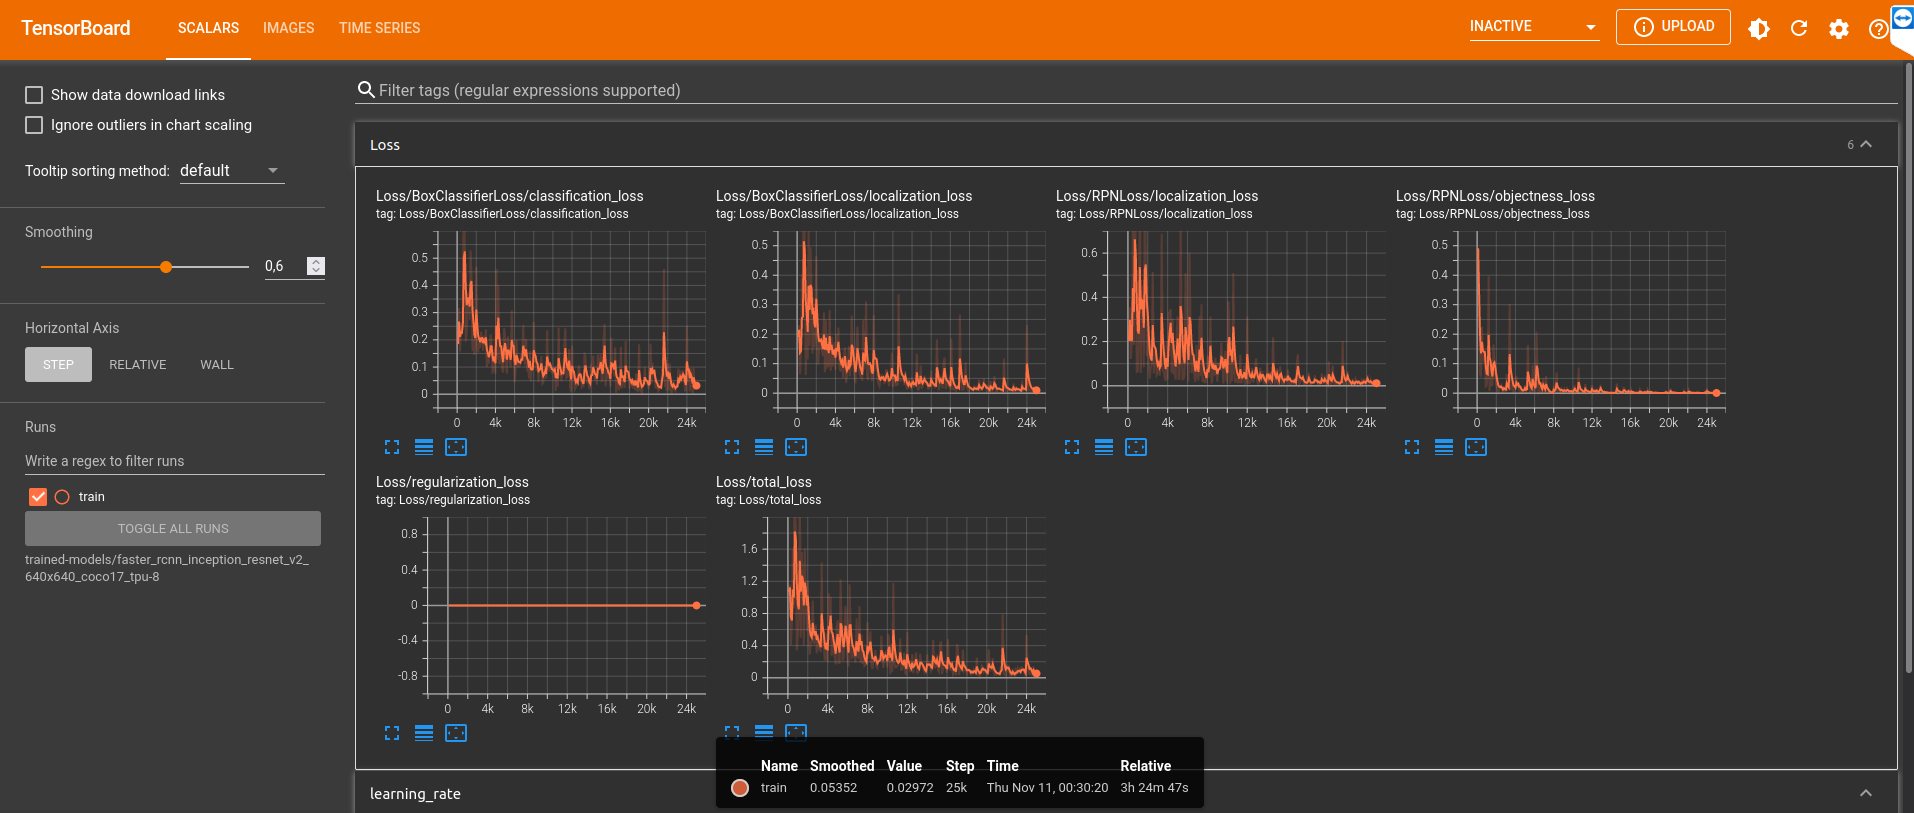 TensorBoard SCALARS IMAGES TIME SERIES INACTIVE UPLOAD
Show data download links
Ignore outliers in chart scaling
Tooltip sorting method: default
Smoothing
0,6
Horizontal Axis
STEP RELATIVE WALL
Runs
Write a regex to filter runs
train
TOGGLE ALL RUNS
trained-models/faster_rcnn_inception_resnet_v2_
640x640_coco17_tpu-8
Filter tags (regular expressions supported)
Loss 6
Loss/BoxClassifierLoss/classification_loss
tag: Loss/BoxClassifierLoss/classification_loss
0.5
0.4
0.3
0.2
0.1
0
0 4k 8k 12k 16k 20k 24k
Loss/BoxClassifierLoss/localization_loss
tag: Loss/BoxClassifierLoss/localization_loss
0.5
0.4
0.3
0.2
0.1
0
0 4k 8k 12k 16k 20k 24k
Loss/RPNLoss/localization_loss
tag: Loss/RPNLoss/localization_loss
0.6
0.4
0.2
0
0 4k 8k 12k 16k 20k 24k
Loss/RPNLoss/objectness_loss
tag: Loss/RPNLoss/objectness_loss
0.5
0.4
0.3
0.2
0.1
0
0 4k 8k 12k 16k 20k 24k
Loss/regularization_loss
tag: Loss/regularization_loss
0.8
0.4
0
-0.4
-0.8
0 4k 8k 12k 16k 20k 24k
Loss/total_loss
tag: Loss/total_loss
1.6
1.2
0.8
0.4
0
0 4k 8k 12k 16k 20k 24k
Name Smoothed Value Step Time Relative
train 0.05352 0.02972 25k Thu Nov 11, 00:30:20 3h 24m 47s
learning_rate